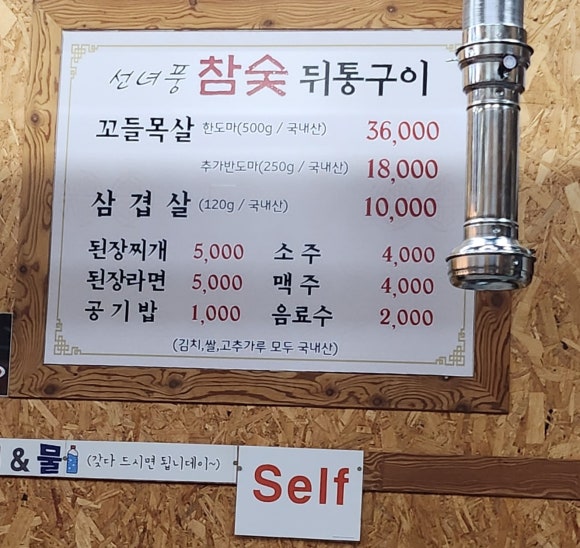 선녀풍 참숯 뒤통구이
꼬들목살 한도마(500g / 국내산) 36,000
추가반도마(250g / 국내산) 18,000
삼겹살 (120g / 국내산) 10,000
된장찌개 5,000 소주 4,000
된장라면 5,000 맥주 4,000
공기밥 1,000 음료수 2,000
(김치,쌀,고추가루 모두 국내산)
& 물 (갖다 드시면 됩니데이~)
Self